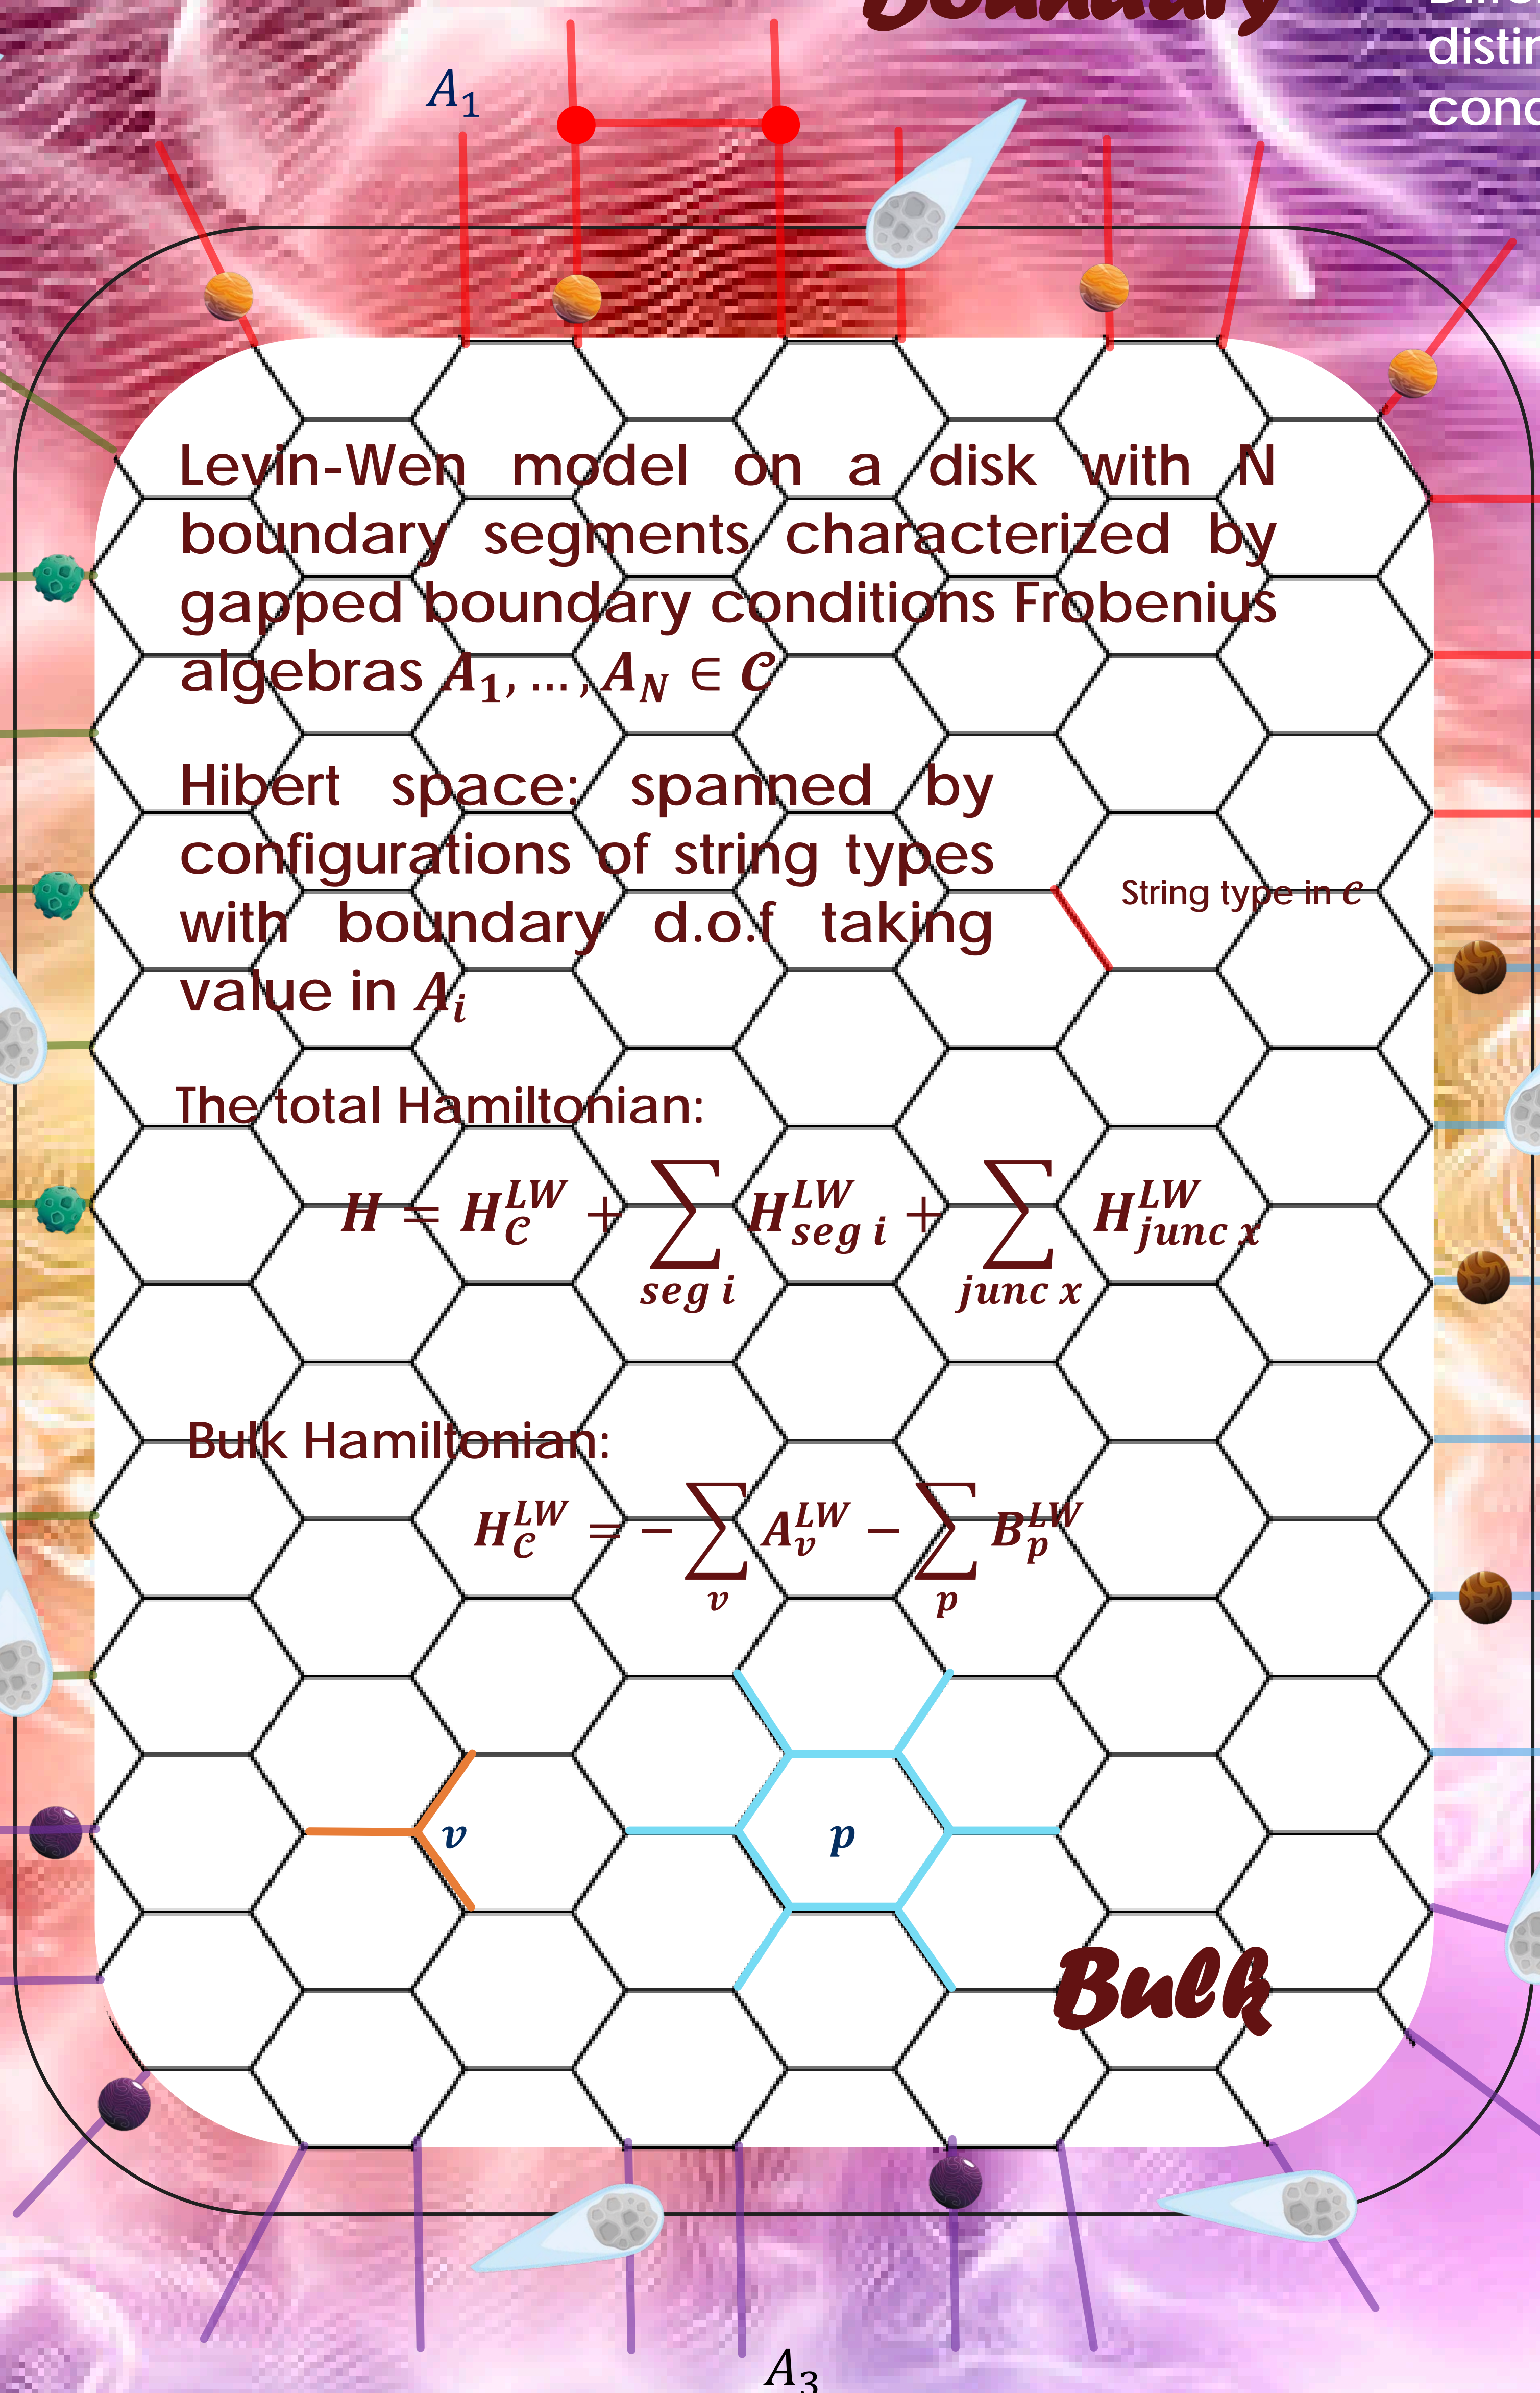 Boundary
distin
cond
A₁
Levin-Wen model on a disk with N
boundary segments characterized by
gapped boundary conditions Frobenius
algebras A₁, …, A_N ∈ 𝒞
Hibert space: spanned by
configurations of string types
with boundary d.o.f taking
value in A_i
String type in 𝒞
The total Hamiltonian:
H = H_𝒞^{LW} + ∑_{seg i} H_{seg i}^{LW} + ∑_{junc x} H_{junc x}^{LW}
Bulk Hamiltonian:
H_𝒞^{LW} = − ∑_v A_v^{LW} − ∑_p B_p^{LW}
v
p
Bulk
A₃